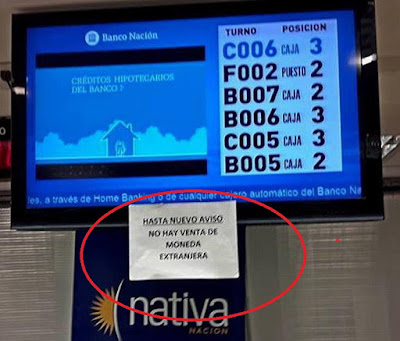 Banco Nación
CRÉDITOS HIPOTECARIOS
DEL BANCO ?
TURNO POSICION
C006 CAJA 3
F002 PUESTO 2
B007 CAJA 2
B006 CAJA 3
C005 CAJA 3
B005 CAJA 2
les, a través de Home Banking o de cualquier cajero automático del Banco Na
HASTA NUEVO AVISO
NO HAY VENTA DE
MONEDA
EXTRANJERA
nativa
NACIÓN